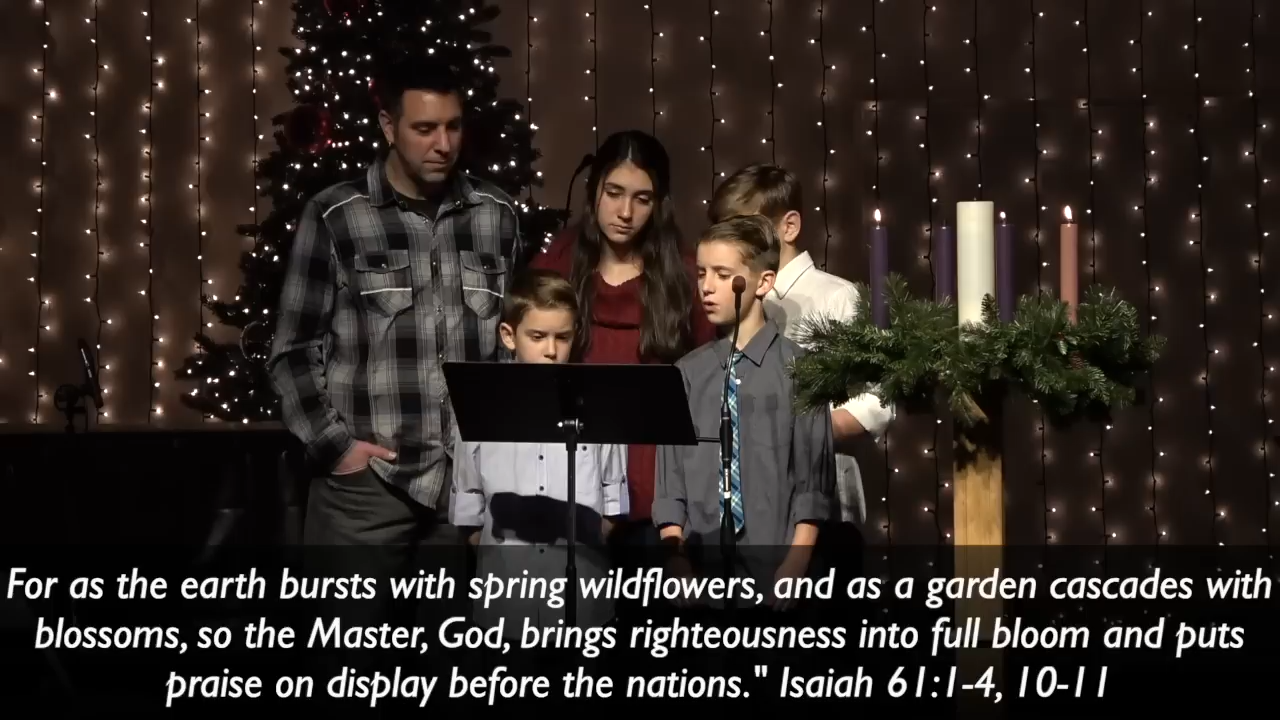 For as the earth bursts with spring wildflowers, and as a garden cascades with
blossoms, so the Master, God, brings righteousness into full bloom and puts
praise on display before the nations." Isaiah 61:1-4, 10-11